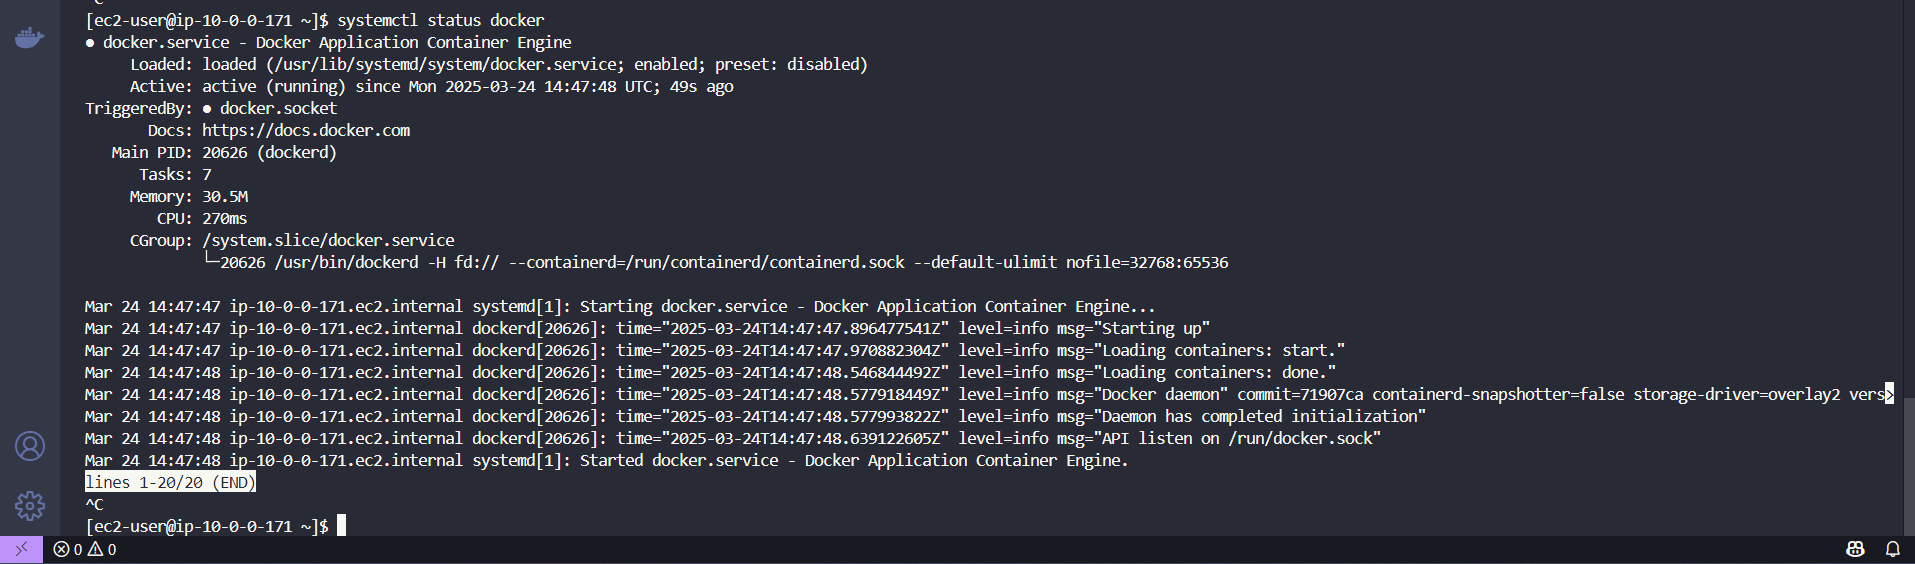 [ec2-user@ip-10-0-0-171 ~]$ systemctl status docker
● docker.service - Docker Application Container Engine
     Loaded: loaded (/usr/lib/systemd/system/docker.service; enabled; preset: disabled)
     Active: active (running) since Mon 2025-03-24 14:47:48 UTC; 49s ago
TriggeredBy: ● docker.socket
       Docs: https://docs.docker.com
   Main PID: 20626 (dockerd)
      Tasks: 7
     Memory: 30.5M
        CPU: 270ms
     CGroup: /system.slice/docker.service
             └─20626 /usr/bin/dockerd -H fd:// --containerd=/run/containerd/containerd.sock --default-ulimit nofile=32768:65536
Mar 24 14:47:47 ip-10-0-0-171.ec2.internal systemd[1]: Starting docker.service - Docker Application Container Engine...
Mar 24 14:47:47 ip-10-0-0-171.ec2.internal dockerd[20626]: time="2025-03-24T14:47:47.896477541Z" level=info msg="Starting up"
Mar 24 14:47:47 ip-10-0-0-171.ec2.internal dockerd[20626]: time="2025-03-24T14:47:47.970882304Z" level=info msg="Loading containers: start."
Mar 24 14:47:48 ip-10-0-0-171.ec2.internal dockerd[20626]: time="2025-03-24T14:47:48.546844492Z" level=info msg="Loading containers: done."
Mar 24 14:47:48 ip-10-0-0-171.ec2.internal dockerd[20626]: time="2025-03-24T14:47:48.577918449Z" level=info msg="Docker daemon" commit=71907ca containerd-snapshotter=false storage-driver=overlay2 vers>
Mar 24 14:47:48 ip-10-0-0-171.ec2.internal dockerd[20626]: time="2025-03-24T14:47:48.577993822Z" level=info msg="Daemon has completed initialization"
Mar 24 14:47:48 ip-10-0-0-171.ec2.internal dockerd[20626]: time="2025-03-24T14:47:48.639122605Z" level=info msg="API listen on /run/docker.sock"
Mar 24 14:47:48 ip-10-0-0-171.ec2.internal systemd[1]: Started docker.service - Docker Application Container Engine.
lines 1-20/20 (END)
^C
[ec2-user@ip-10-0-0-171 ~]$
0 0